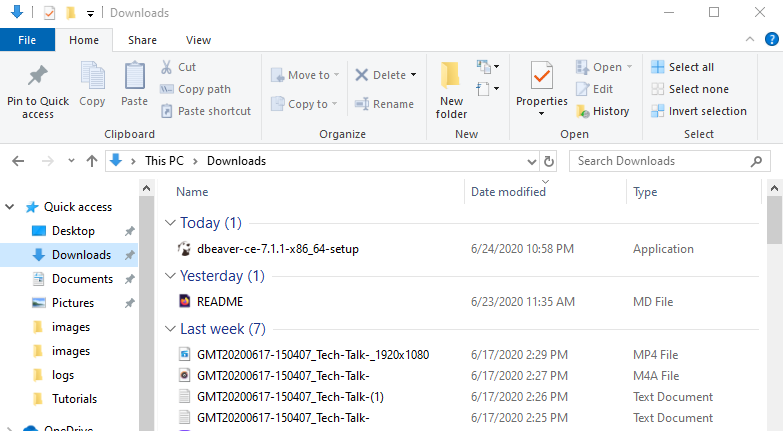 Downloads
File Home Share View
Pin to Quick access
Copy
Paste
Cut
Copy path
Paste shortcut
Clipboard
Move to
Copy to
Delete
Rename
Organize
New folder
New
Properties
Open
Edit
History
Open
Select all
Select none
Invert selection
Select
This PC Downloads
Search Downloads
Quick access
Desktop
Downloads
Documents
Pictures
images
images
logs
Tutorials
OneDrive
Name Date modified Type
Today (1)
dbeaver-ce-7.1.1-x86_64-setup 6/24/2020 10:58 PM Application
Yesterday (1)
README 6/23/2020 11:35 AM MD File
Last week (7)
GMT20200617-150407_Tech-Talk-_1920x1080 6/17/2020 2:29 PM MP4 File
GMT20200617-150407_Tech-Talk- 6/17/2020 2:27 PM M4A File
GMT20200617-150407_Tech-Talk-(1) 6/17/2020 2:26 PM Text Document
GMT20200617-150407_Tech-Talk- 6/17/2020 2:25 PM Text Document